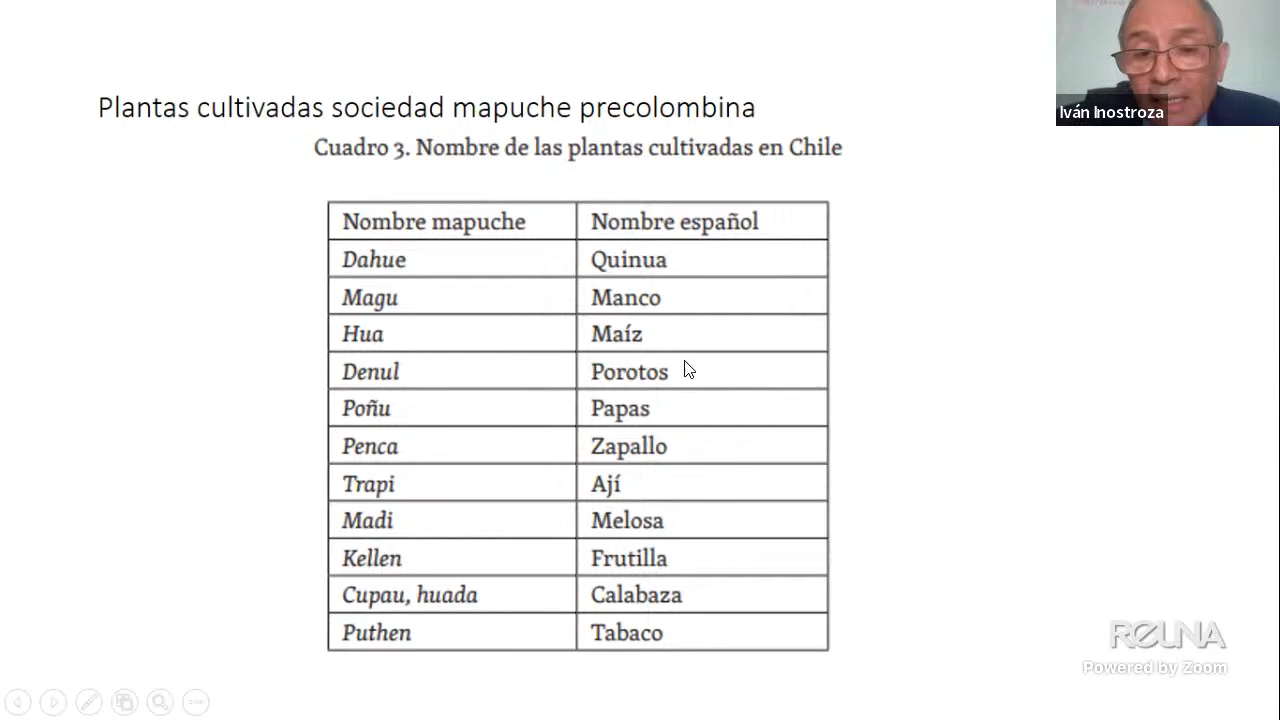 Plantas cultivadas sociedad mapuche precolombina
Iván Inostroza
Cuadro 3. Nombre de las plantas cultivadas en Chile
Nombre mapuche Nombre español
Dahue Quinua
Magu Manco
Hua Maíz
Denul Porotos
Poñu Papas
Penca Zapallo
Trapi Ají
Madi Melosa
Kellen Frutilla
Cupau, huada Calabaza
Puthen Tabaco
REUNA
Powered by Zoom